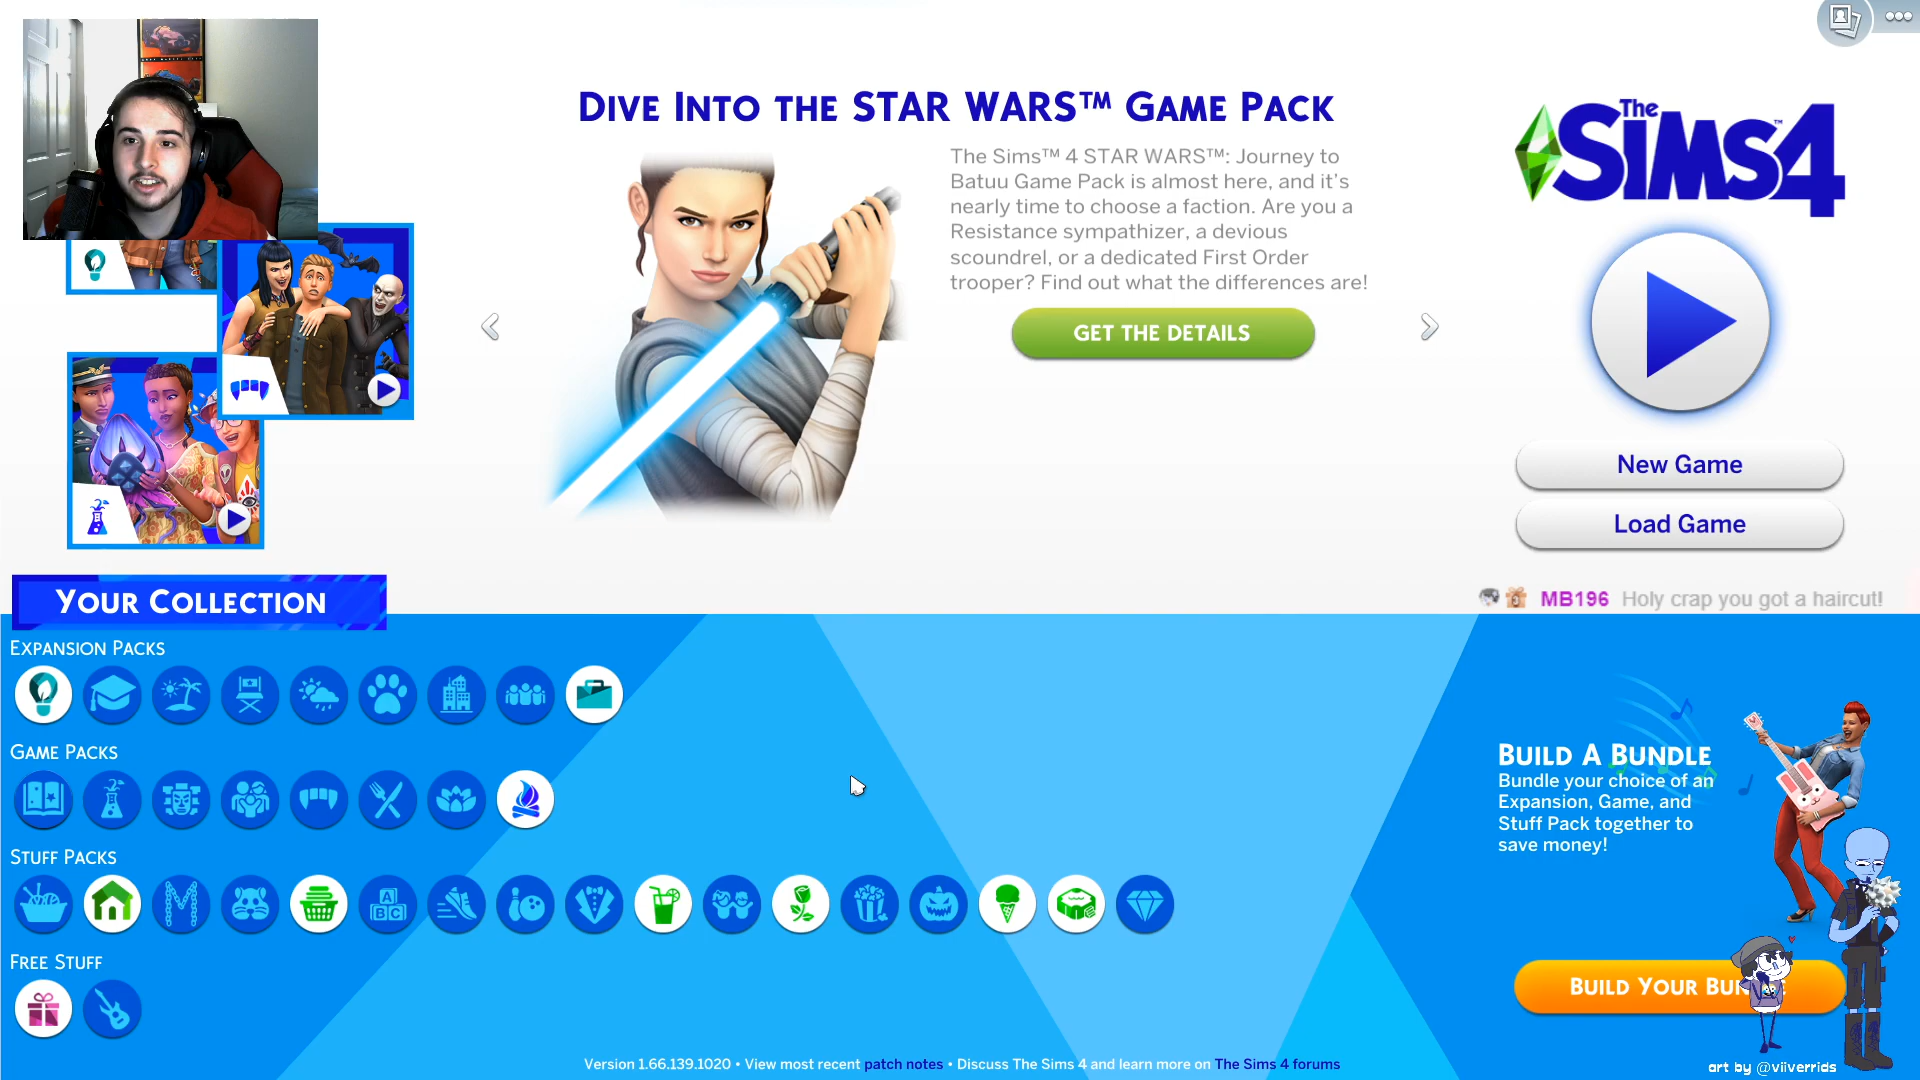 DIVE INTO THE STAR WARS™ GAME PACK
The Sims™ 4 STAR WARS™: Journey to
Batuu Game Pack is almost here, and it's
nearly time to choose a faction. Are you a
Resistance sympathizer, a devious
scoundrel, or a dedicated First Order
trooper? Find out what the differences are!
GET THE DETAILS
The SIMS 4™
New Game
Load Game
MB196 Holy crap you got a haircut!
YOUR COLLECTION
EXPANSION PACKS
GAME PACKS
STUFF PACKS
A
BC
FREE STUFF
BUILD A BUNDLE
Bundle your choice of an
Expansion, Game, and
Stuff Pack together to
save money!
BUILD YOUR BUN
art by @viiverrids
Version 1.66.139.1020 • View most recent patch notes • Discuss The Sims 4 and learn more on The Sims 4 forums